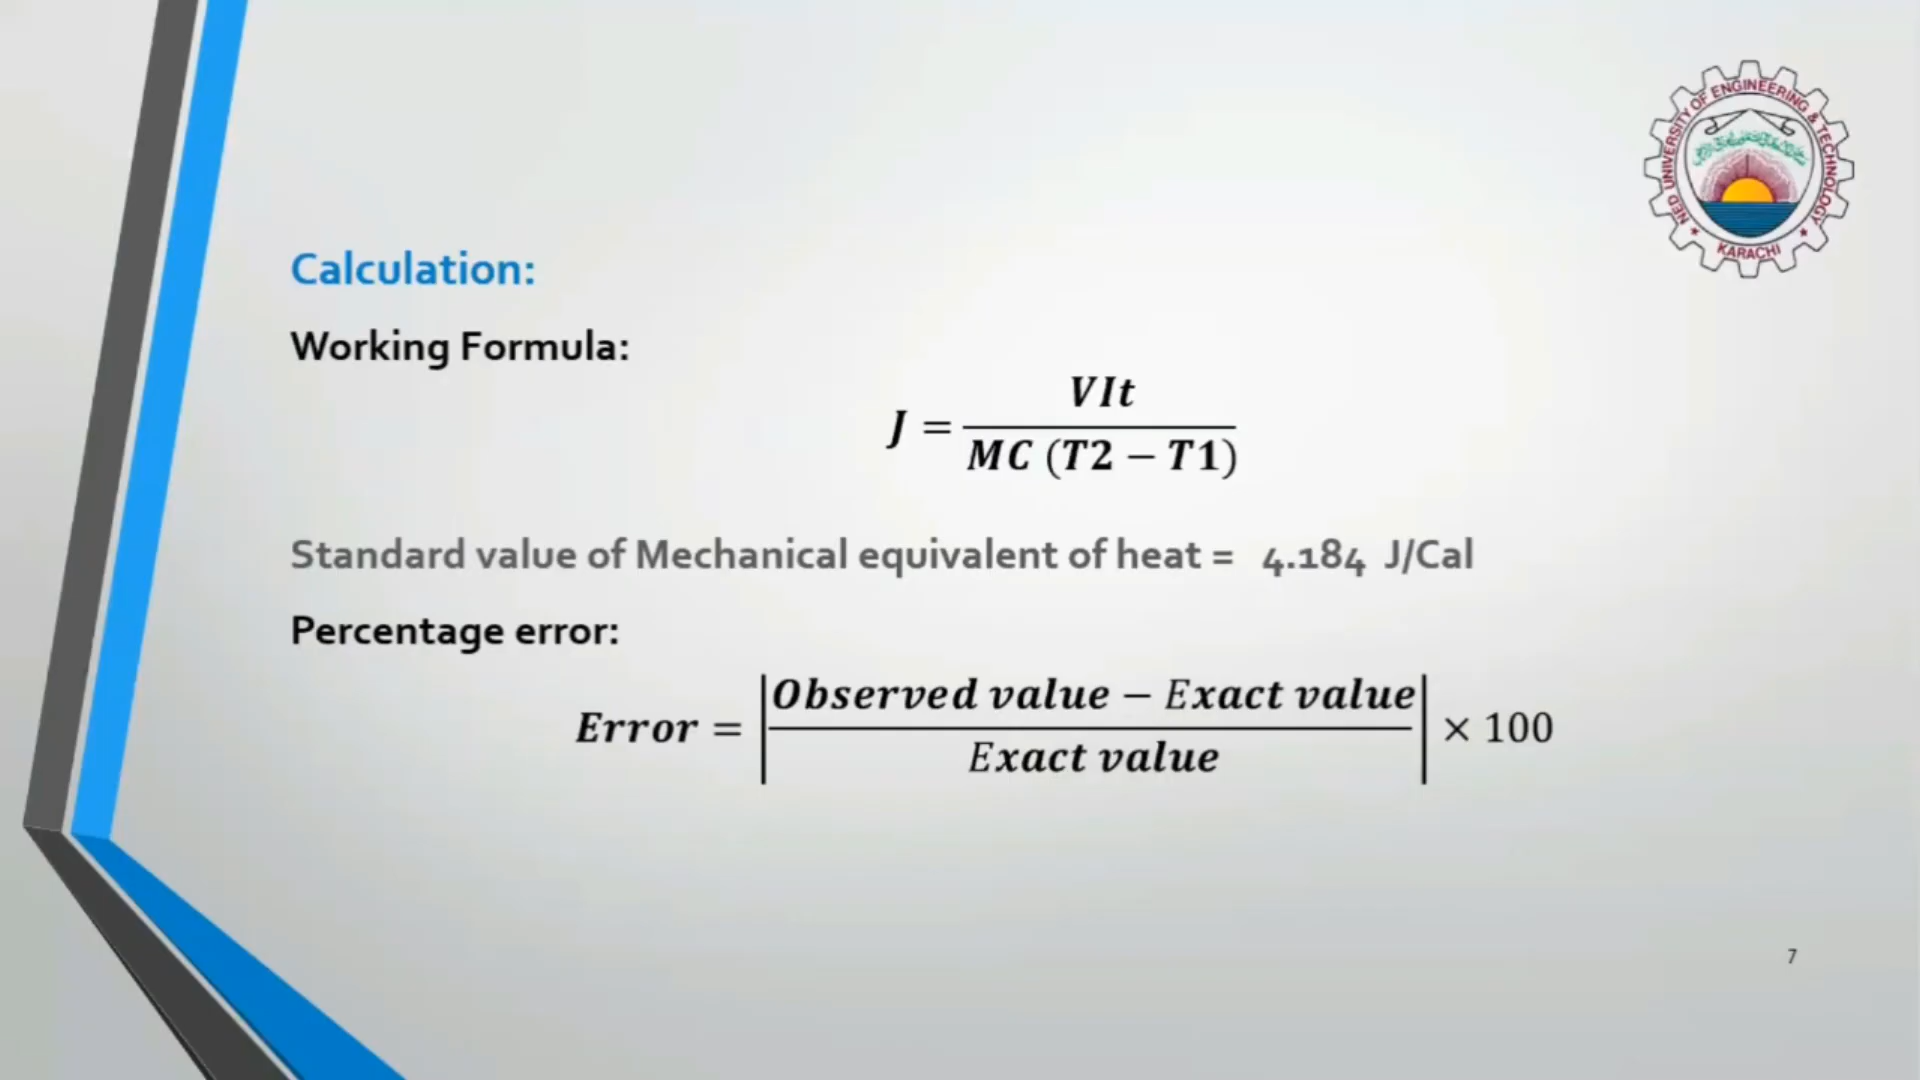 NED UNIVERSITY OF ENGINEERING & TECHNOLOGY
KARACHI
Calculation:
Working Formula:
J = VIt / MC (T2 − T1)
Standard value of Mechanical equivalent of heat = 4.184 J/Cal
Percentage error:
Error = |Observed value − Exact value / Exact value| × 100
7